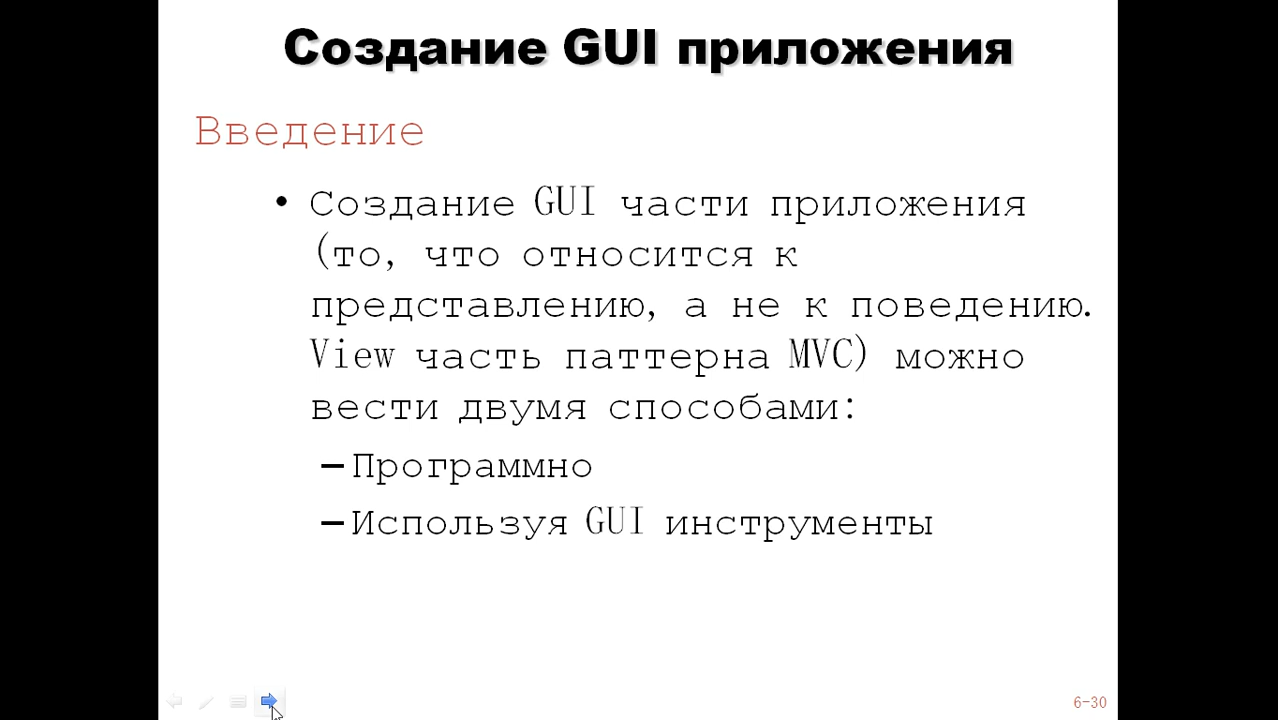 Создание GUI приложения
Введение
• Создание GUI части приложения
(то, что относится к
представлению, а не к поведению.
View часть паттерна MVC) можно
вести двумя способами:
–Программно
–Используя GUI инструменты
6-30